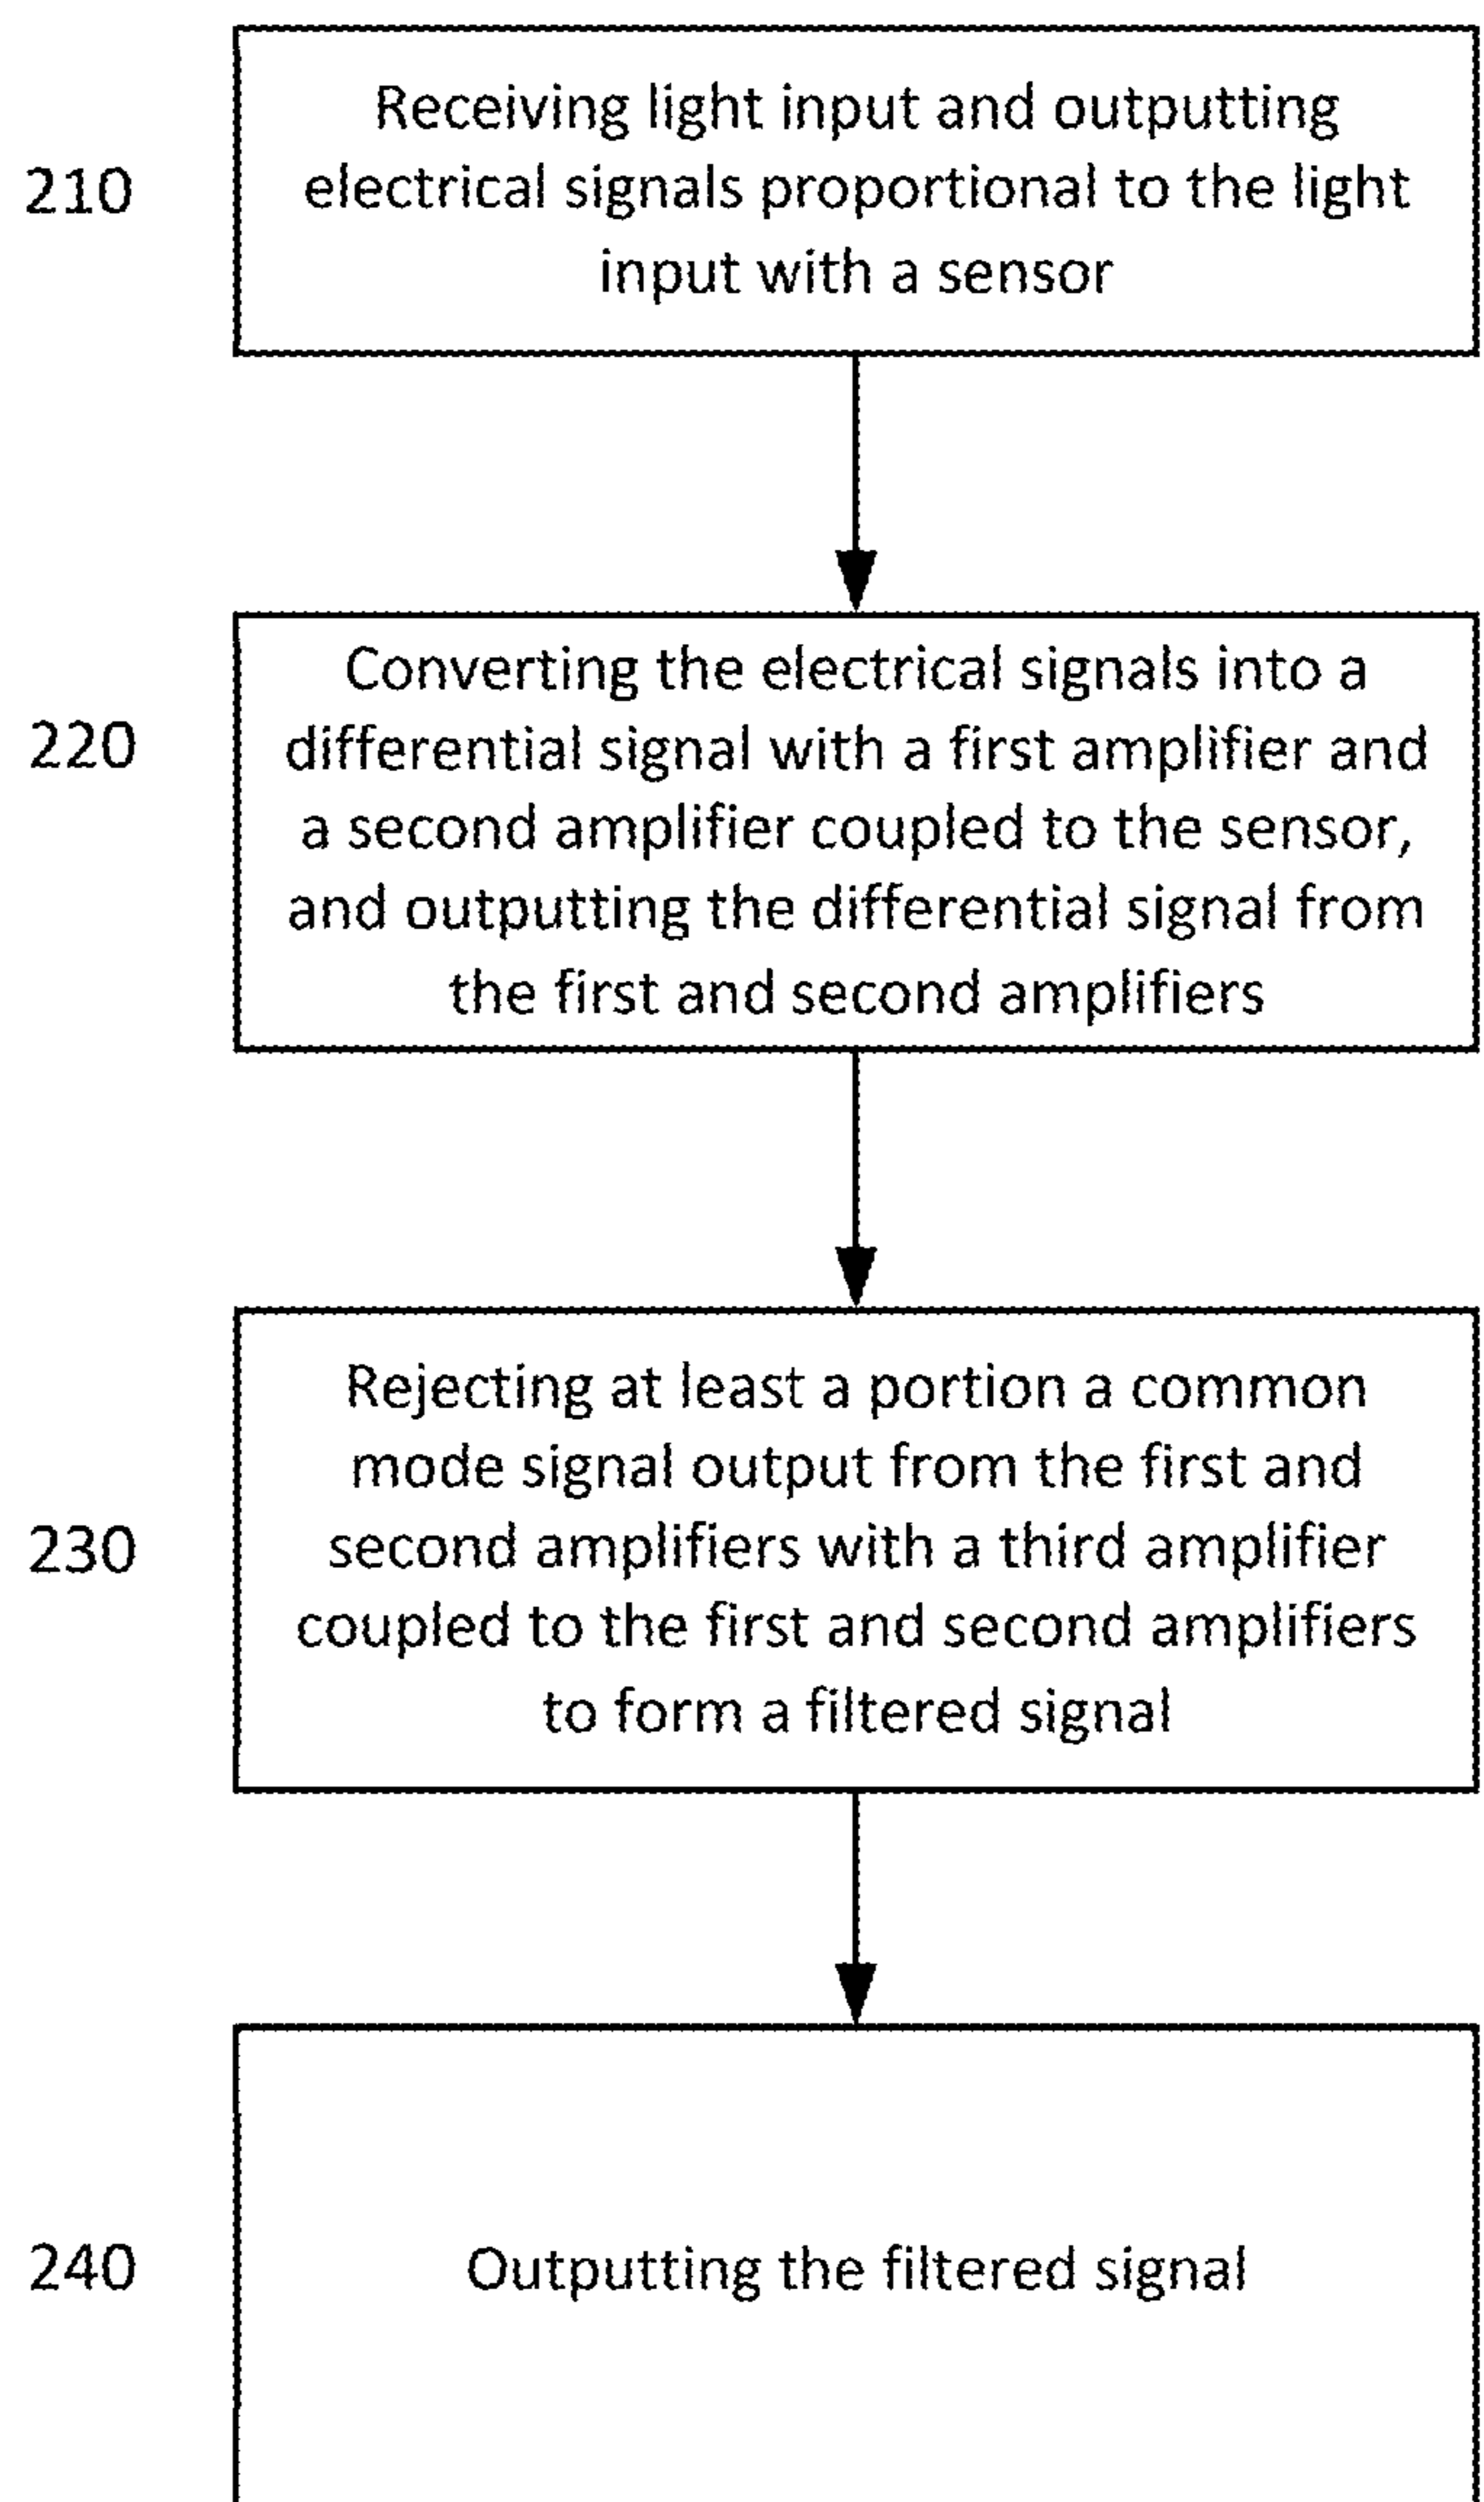 210
Receiving light input and outputting
electrical signals proportional to the light
input with a sensor
220
Converting the electrical signals into a
differential signal with a first amplifier and
a second amplifier coupled to the sensor,
and outputting the differential signal from
the first and second amplifiers
230
Rejecting at least a portion a common
mode signal output from the first and
second amplifiers with a third amplifier
coupled to the first and second amplifiers
to form a filtered signal
240
Outputting the filtered signal